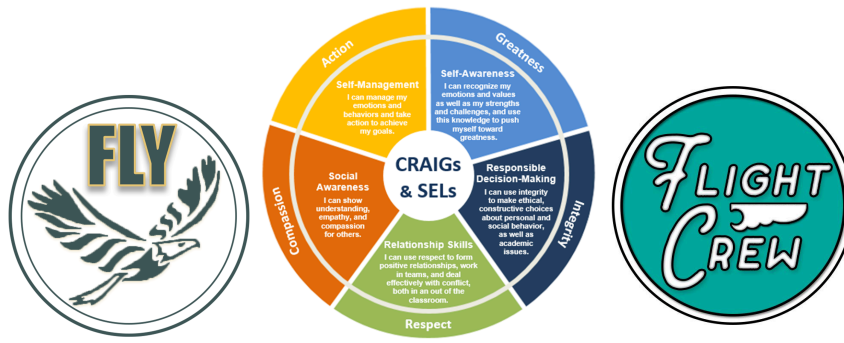 FLY
Action
Self-Management
I can manage my
emotions and
behaviors and take
action to achieve
my goals.
Greatness
Self-Awareness
I can recognize my
emotions and values
as well as my strengths
and challenges, and use
this knowledge to push
myself toward
greatness.
CRAIGs
& SELs
Compassion
Social
Awareness
I can show
understanding,
empathy, and
compassion
for others.
Responsible
Decision-Making
I can use integrity
to make ethical,
constructive choices
about personal and
social behavior,
as well as
academic
issues.
Integrity
Relationship Skills
I can use respect to form
positive relationships, work
in teams, and deal
effectively with conflict,
both in an out of the
classroom.
Respect
FLIGHT
CREW